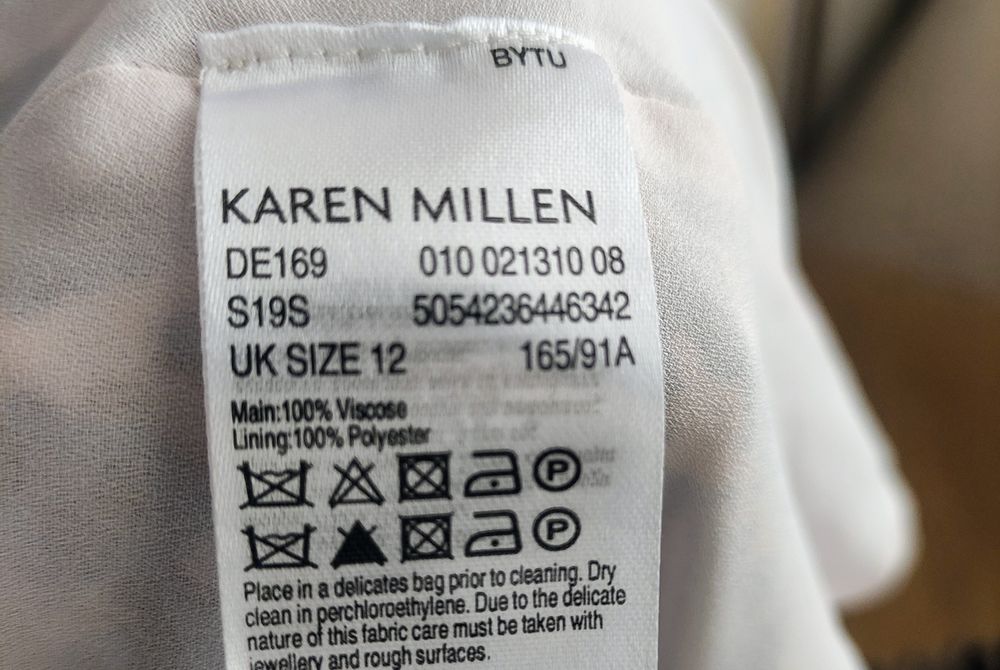 BYTU
KAREN MILLEN
DE169 010 021310 08
S19S 5054236446342
UK SIZE 12 165/91A
Main:100% Viscose
Lining:100% Polyester
P
P
Place in a delicates bag prior to cleaning. Dry
clean in perchloroethylene. Due to the delicate
nature of this fabric care must be taken with
jewellery and rough surfaces.